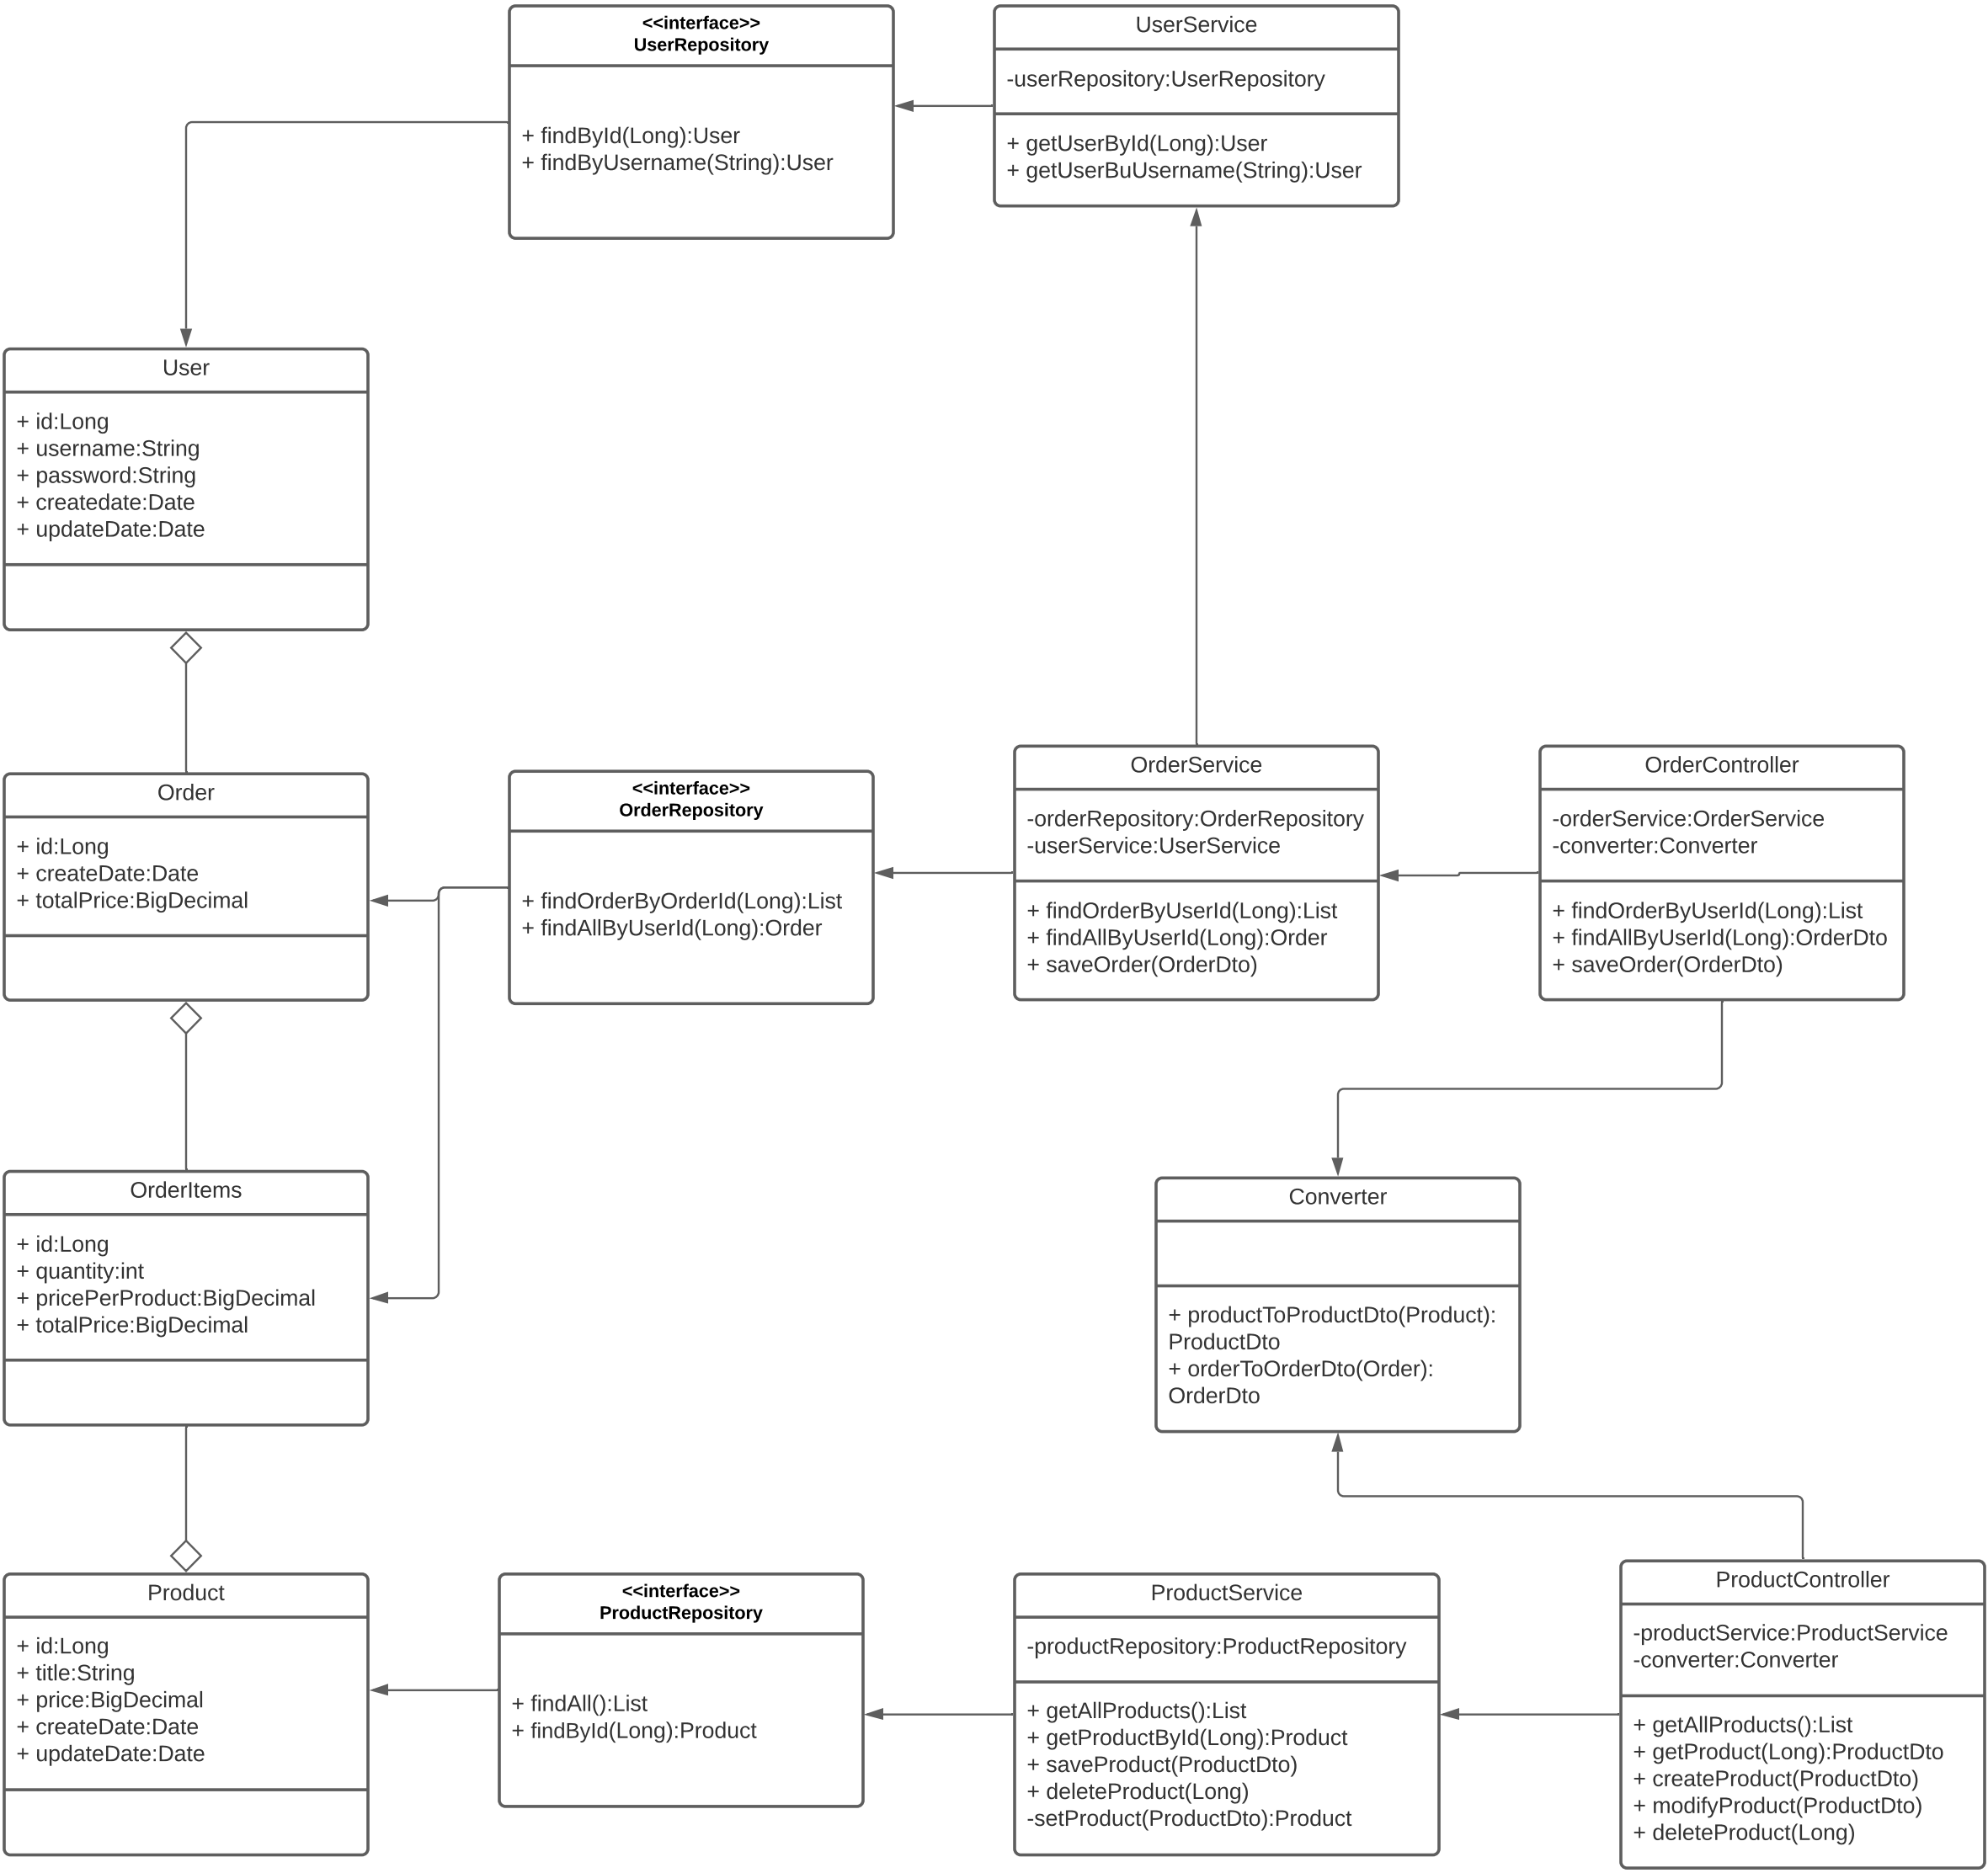 <<interface>>
UserRepository
+ findById(Long):User
+ findByUsername(String):User
UserService
-userRepository:UserRepository
+ getUserById(Long):User
+ getUserBuUsername(String):User
User
+ id:Long
+ username:String
+ password:String
+ createdate:Date
+ updateDate:Date
Order
+ id:Long
+ createDate:Date
+ totalPrice:BigDecimal
<<interface>>
OrderRepository
+ findOrderByOrderId(Long):List
+ findAllByUserId(Long):Order
OrderService
-orderRepository:OrderRepository
-userService:UserService
+ findOrderByUserId(Long):List
+ findAllByUserId(Long):Order
+ saveOrder(OrderDto)
OrderController
-orderService:OrderService
-converter:Converter
+ findOrderByUserId(Long):List
+ findAllByUserId(Long):OrderDto
+ saveOrder(OrderDto)
OrderItems
+ id:Long
+ quantity:int
+ pricePerProduct:BigDecimal
+ totalPrice:BigDecimal
Converter
+ productToProductDto(Product):
ProductDto
+ orderToOrderDto(Order):
OrderDto
Product
+ id:Long
+ title:String
+ price:BigDecimal
+ createDate:Date
+ updateDate:Date
<<interface>>
ProductRepository
+ findAll():List
+ findById(Long):Product
ProductService
-productRepository:ProductRepository
+ getAllProducts():List
+ getProductById(Long):Product
+ saveProduct(ProductDto)
+ deleteProduct(Long)
-setProduct(ProductDto):Product
ProductController
-productService:ProductService
-converter:Converter
+ getAllProducts():List
+ getProduct(Long):ProductDto
+ createProduct(ProductDto)
+ modifyProduct(ProductDto)
+ deleteProduct(Long)